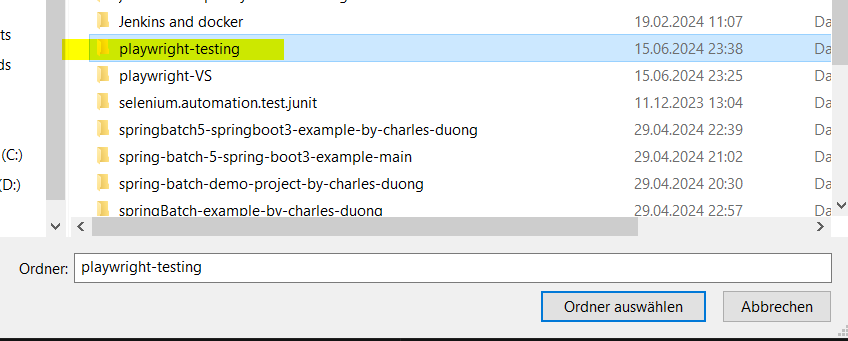 Jenkins and docker 19.02.2024 11:07 Da
ts playwright-testing 15.06.2024 23:38 Da
ds playwright-VS 15.06.2024 23:25 Da
selenium.automation.test.junit 11.12.2023 13:04 Da
springbatch5-springboot3-example-by-charles-duong 29.04.2024 22:39 Da
(C:) spring-batch-5-spring-boot3-example-main 29.04.2024 21:02 Da
(D:) spring-batch-demo-project-by-charles-duong 29.04.2024 20:30 Da
springBatch-example-by-charles-duong 29.04.2024 22:57 Da
Ordner: playwright-testing
Ordner auswählen Abbrechen